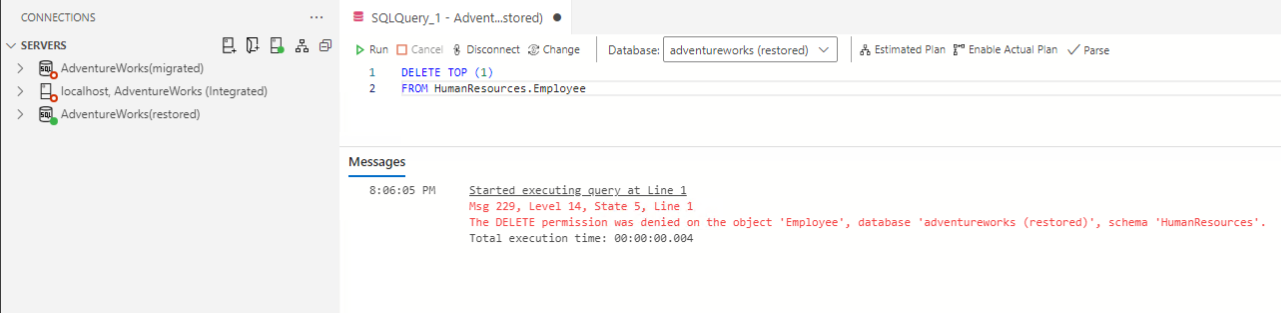 CONNECTIONS
SERVERS
AdventureWorks(migrated)
localhost, AdventureWorks (Integrated)
AdventureWorks(restored)
SQLQuery_1 - Advent...stored)
Run Cancel Disconnect Change Database: adventureworks (restored) Estimated Plan Enable Actual Plan Parse
1 DELETE TOP (1)
2 FROM HumanResources.Employee
Messages
8:06:05 PM Started executing query at Line 1
Msg 229, Level 14, State 5, Line 1
The DELETE permission was denied on the object 'Employee', database 'adventureworks (restored)', schema 'HumanResources'.
Total execution time: 00:00:00.004